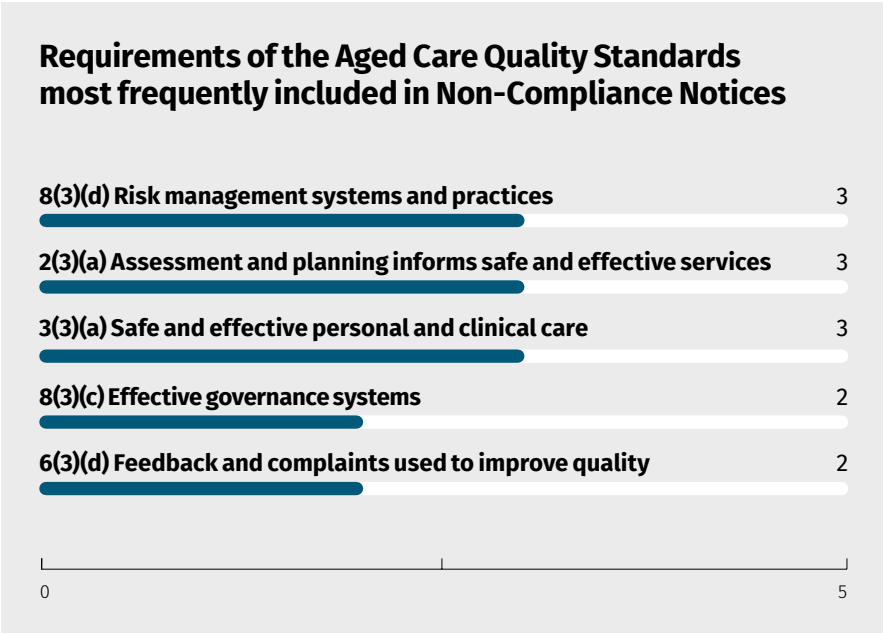 Requirements of the Aged Care Quality Standards
most frequently included in Non-Compliance Notices
8(3)(d) Risk management systems and practices 3
2(3)(a) Assessment and planning informs safe and effective services 3
3(3)(a) Safe and effective personal and clinical care 3
8(3)(c) Effective governance systems 2
6(3)(d) Feedback and complaints used to improve quality 2
0 5